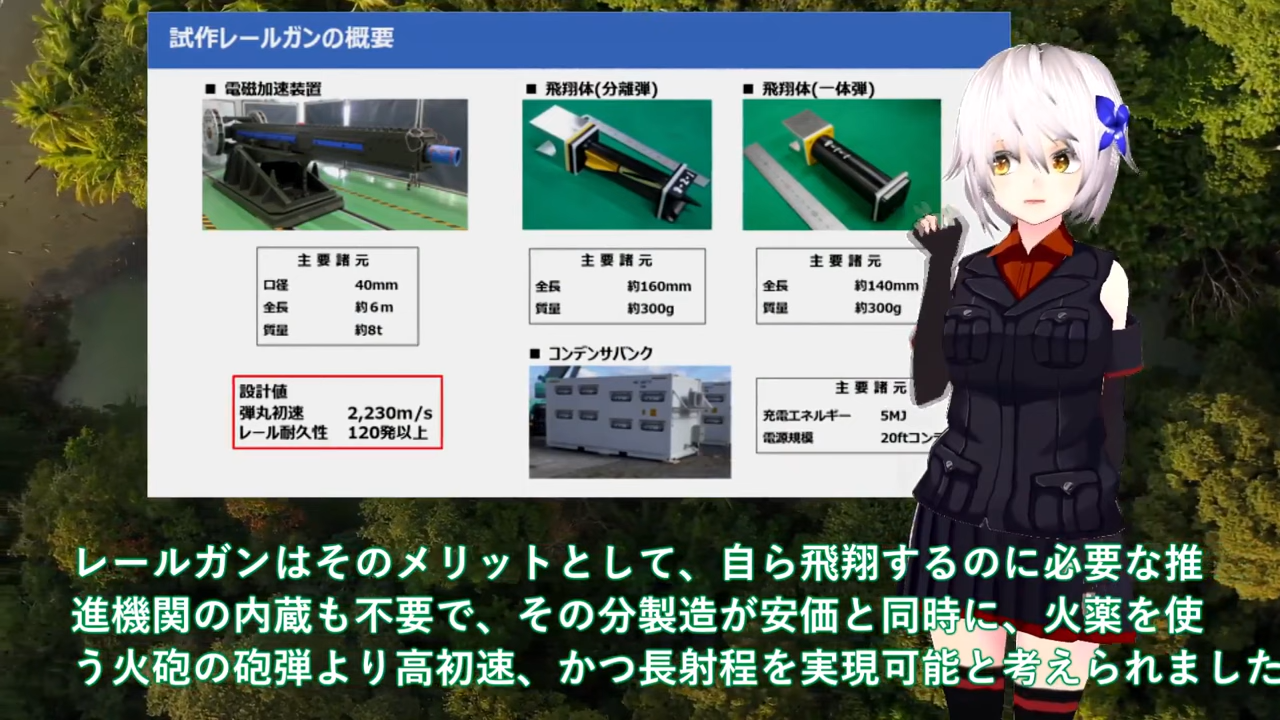 試作レールガンの概要
■ 電磁加速装置
■ 飛翔体(分離弾)
■ 飛翔体(一体弾)
主要諸元
口径 40mm
全長 約6m
質量 約8t
主要諸元
全長 約160mm
質量 約300g
主要諸元
全長 約140mm
質量 約300g
設計値
弾丸初速 2,230m/s
レール耐久性 120発以上
■ コンデンサバンク
主要諸元
充電エネルギー 5MJ
電源規模 20ftコンテ
レールガンはそのメリットとして、自ら飛翔するのに必要な推
進機関の内蔵も不要で、その分製造が安価と同時に、火薬を使
う火砲の砲弾より高初速、かつ長射程を実現可能と考えられました